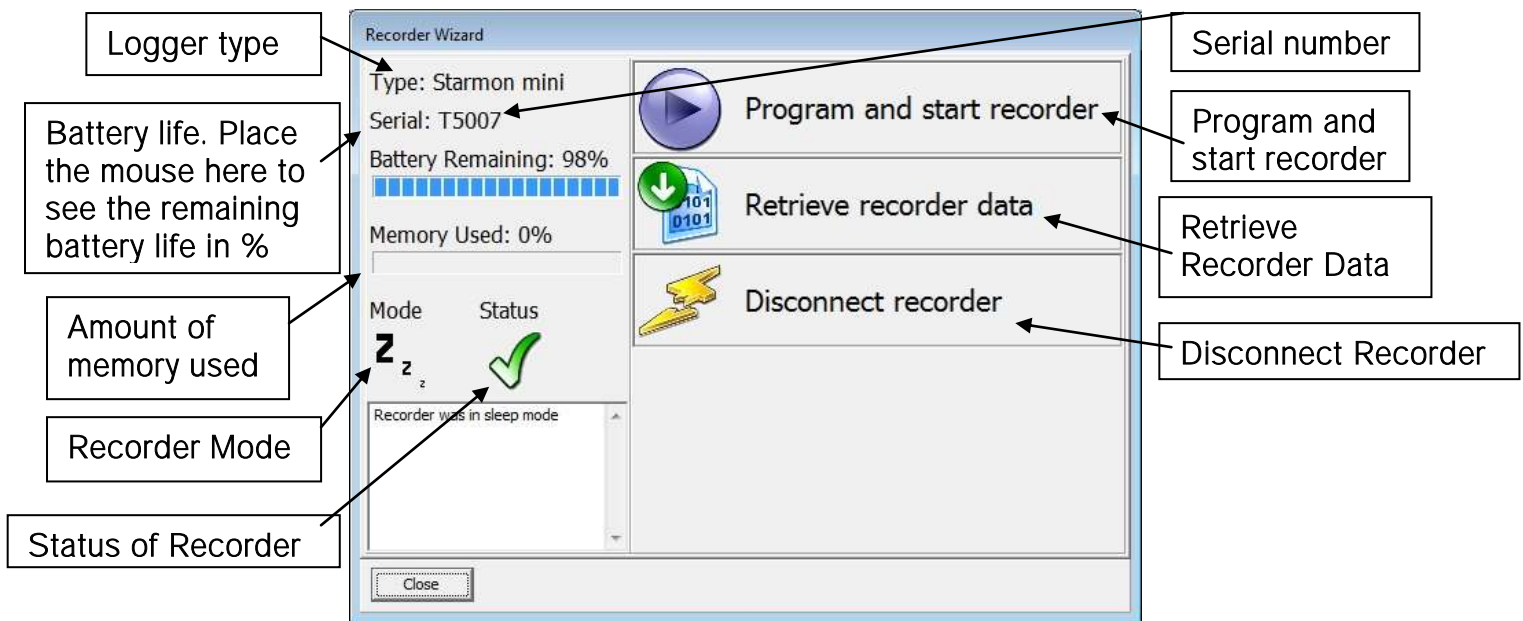 Logger type
Battery life. Place
the mouse here to
see the remaining
battery life in %
Amount of
memory used
Recorder Mode
Status of Recorder
Recorder Wizard
Type: Starmon mini
Serial: T5007
Battery Remaining: 98%
Memory Used: 0%
Mode Status
z z z
Recorder was in sleep mode
Close
Program and start recorder
0101
0101
Retrieve recorder data
Disconnect recorder
Serial number
Program and
start recorder
Retrieve
Recorder Data
Disconnect Recorder